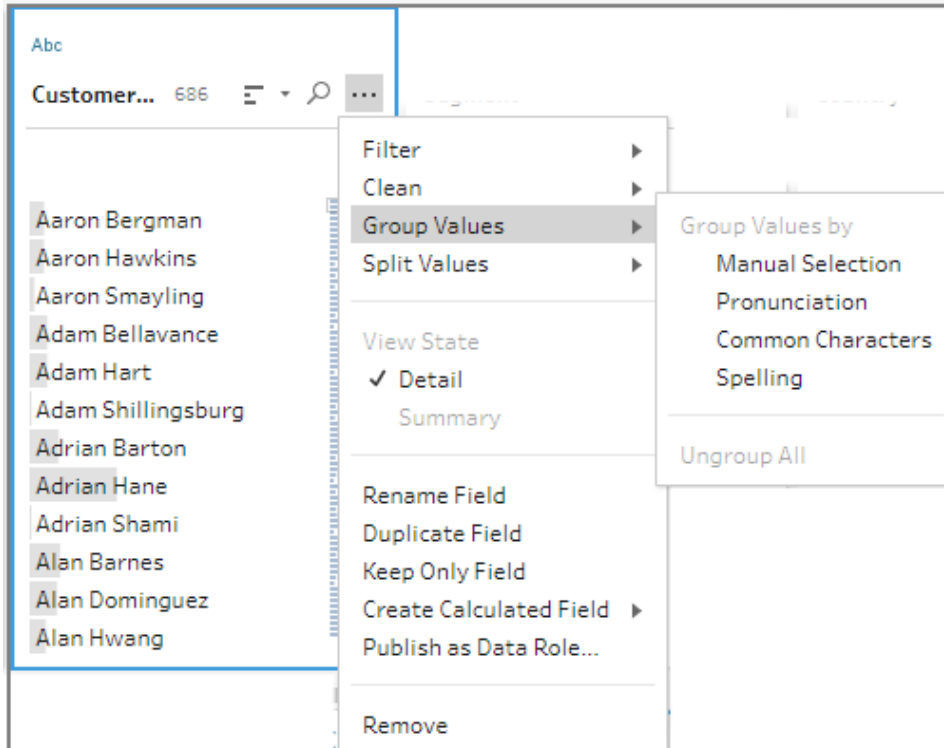 Abc
Customer... 686
Aaron Bergman
Aaron Hawkins
Aaron Smayling
Adam Bellavance
Adam Hart
Adam Shillingsburg
Adrian Barton
Adrian Hane
Adrian Shami
Alan Barnes
Alan Dominguez
Alan Hwang
Filter
Clean
Group Values
Split Values
View State
✓ Detail
Summary
Rename Field
Duplicate Field
Keep Only Field
Create Calculated Field
Publish as Data Role...
Remove
Group Values by
Manual Selection
Pronunciation
Common Characters
Spelling
Ungroup All